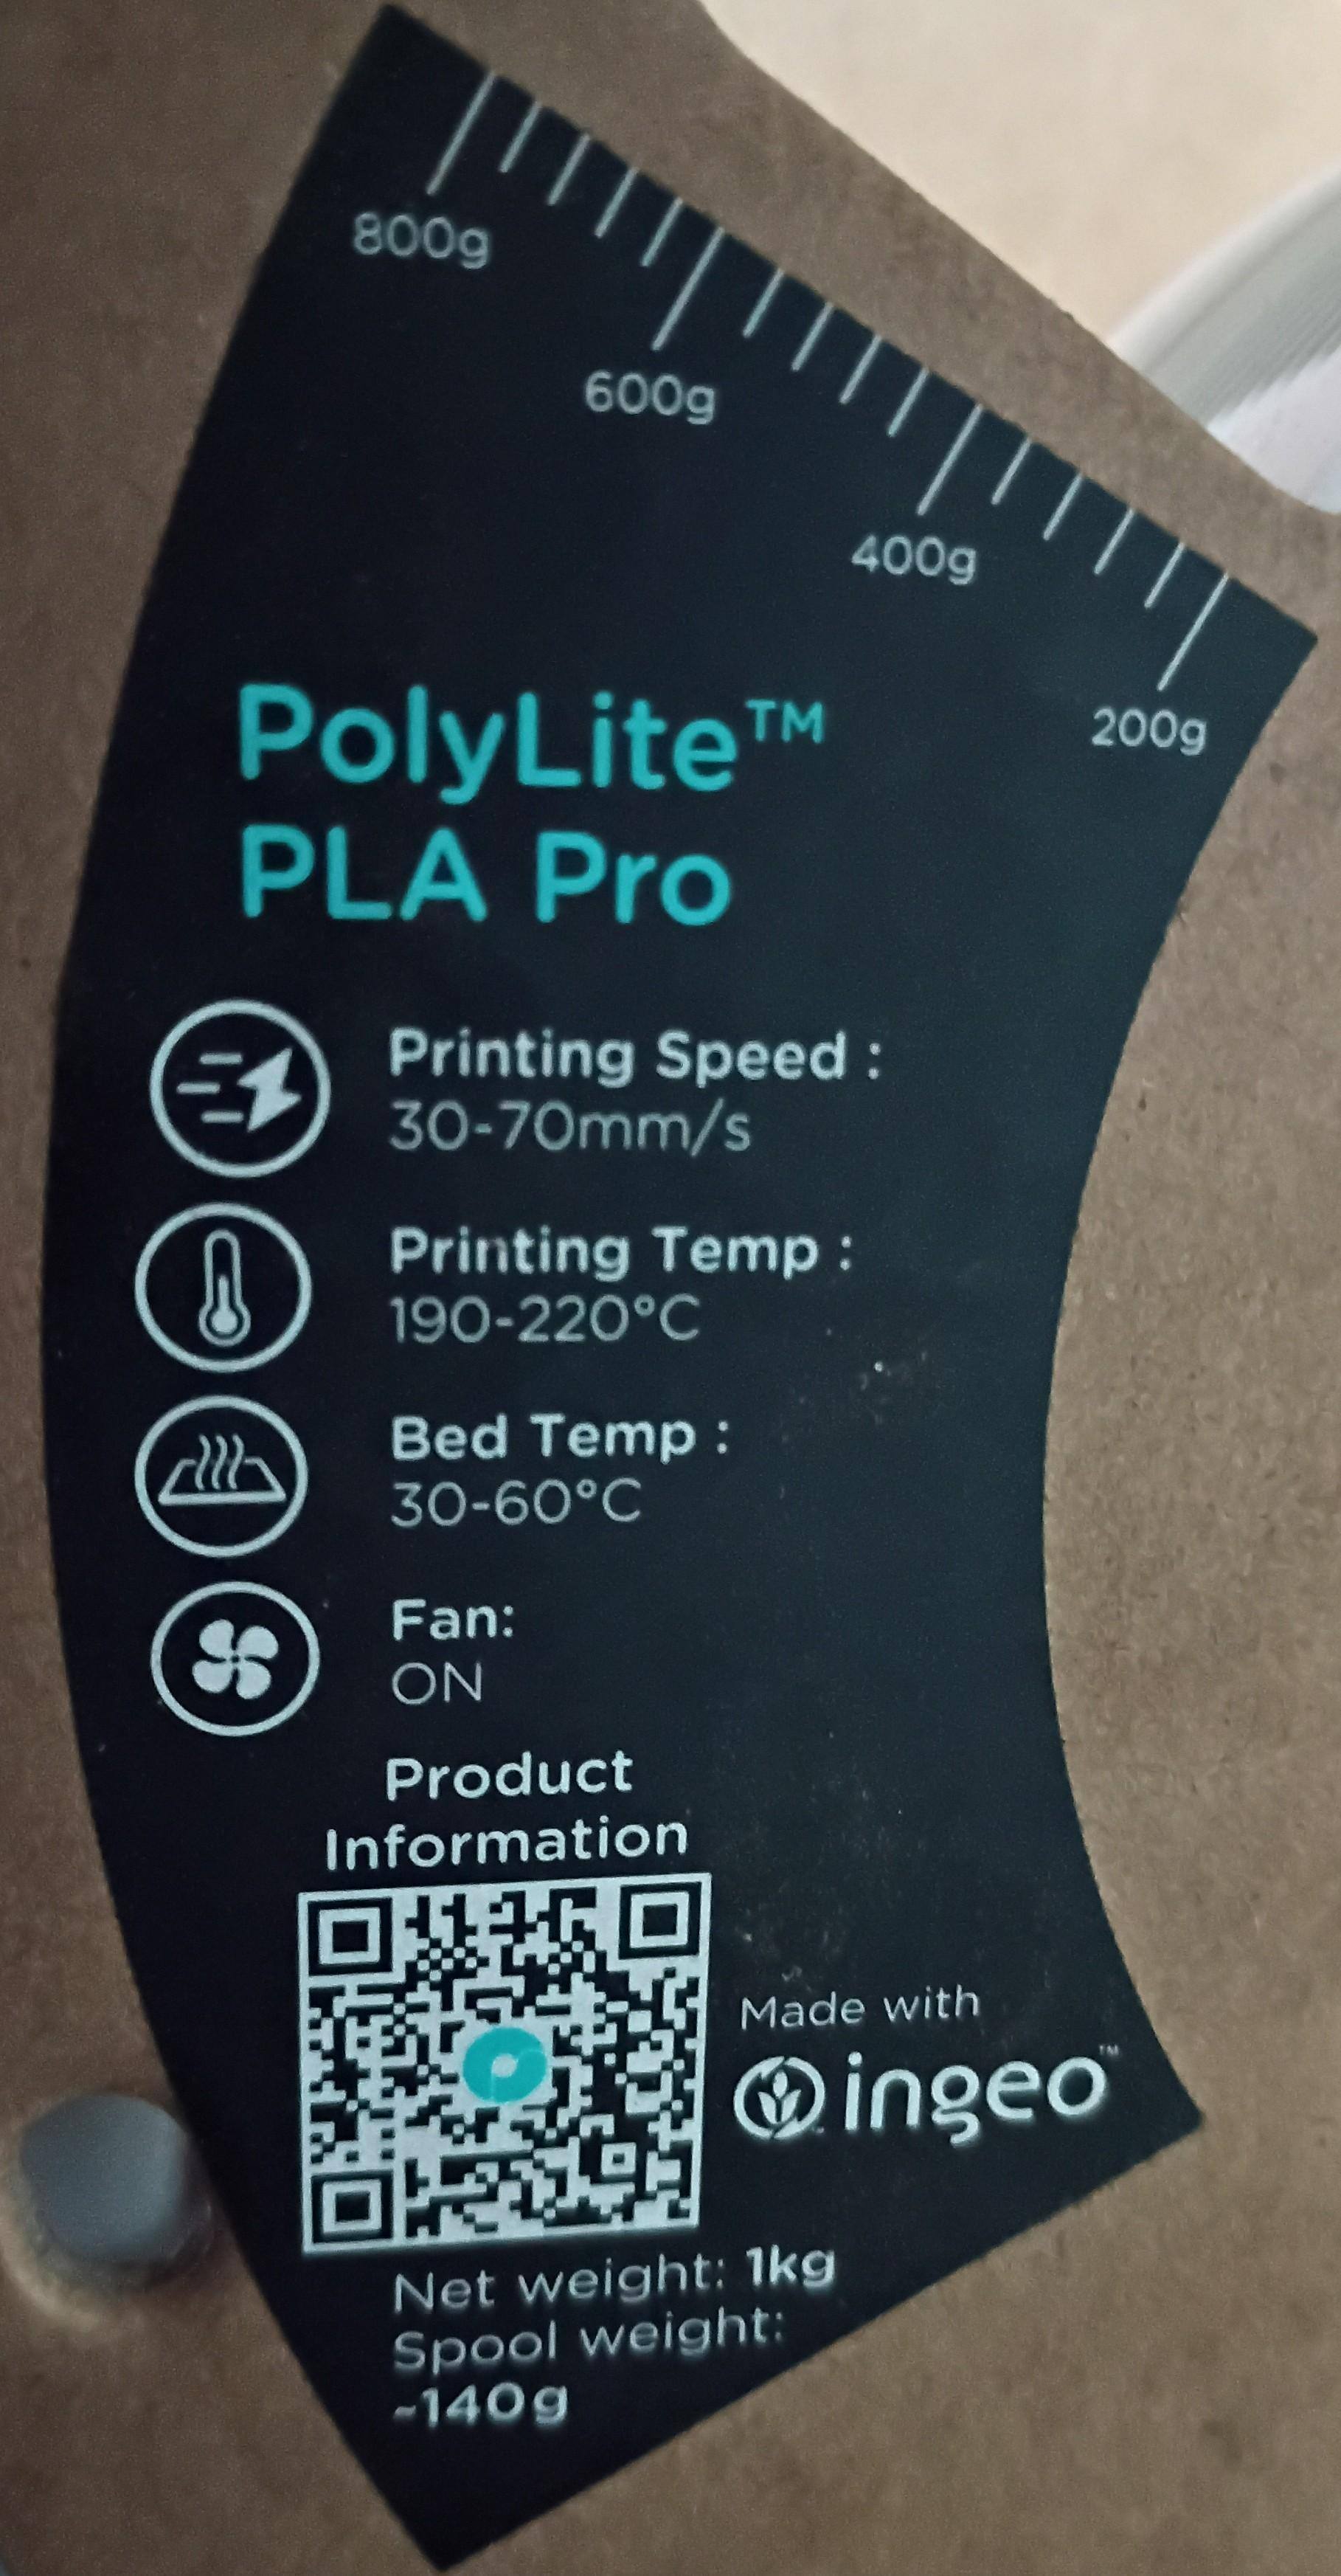 800g
600g
400g
200g
PolyLite™
PLA Pro
Printing Speed :
30-70mm/s
Printing Temp :
190-220°C
Bed Temp :
30-60°C
Fan:
ON
Product
Information
Made with
ingeo™
Net weight: 1kg
Spool weight:
~140g